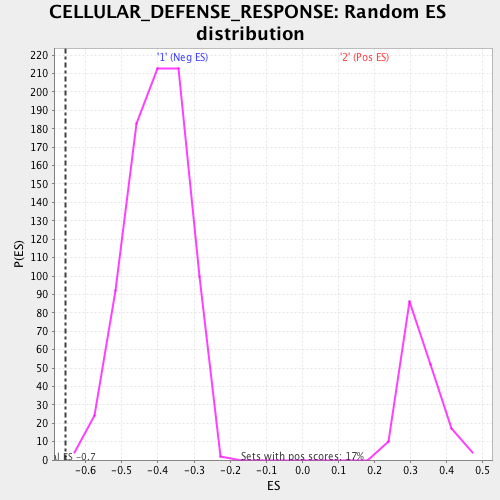 CELLULAR_DEFENSE_RESPONSE: Random ES
distribution
'1' (Neg ES)
'2' (Pos ES)
220
210
200
190
180
170
160
150
140
130
120
110
100
90
80
70
60
50
40
30
20
10
0
P(ES)
ES -0.7
Sets with pos scores: 17%
-0.6 -0.5 -0.4 -0.3 -0.2 -0.1 0.0 0.1 0.2 0.3 0.4 0.5
ES